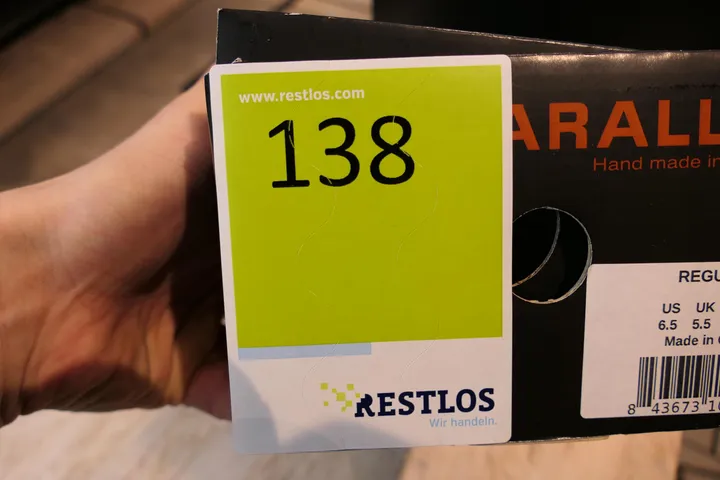 www.restlos.com
138
RESTLOS
Wir handeln.
ARALL
Hand made in
REGU
US UK
6.5 5.5
Made in
8 43673 10